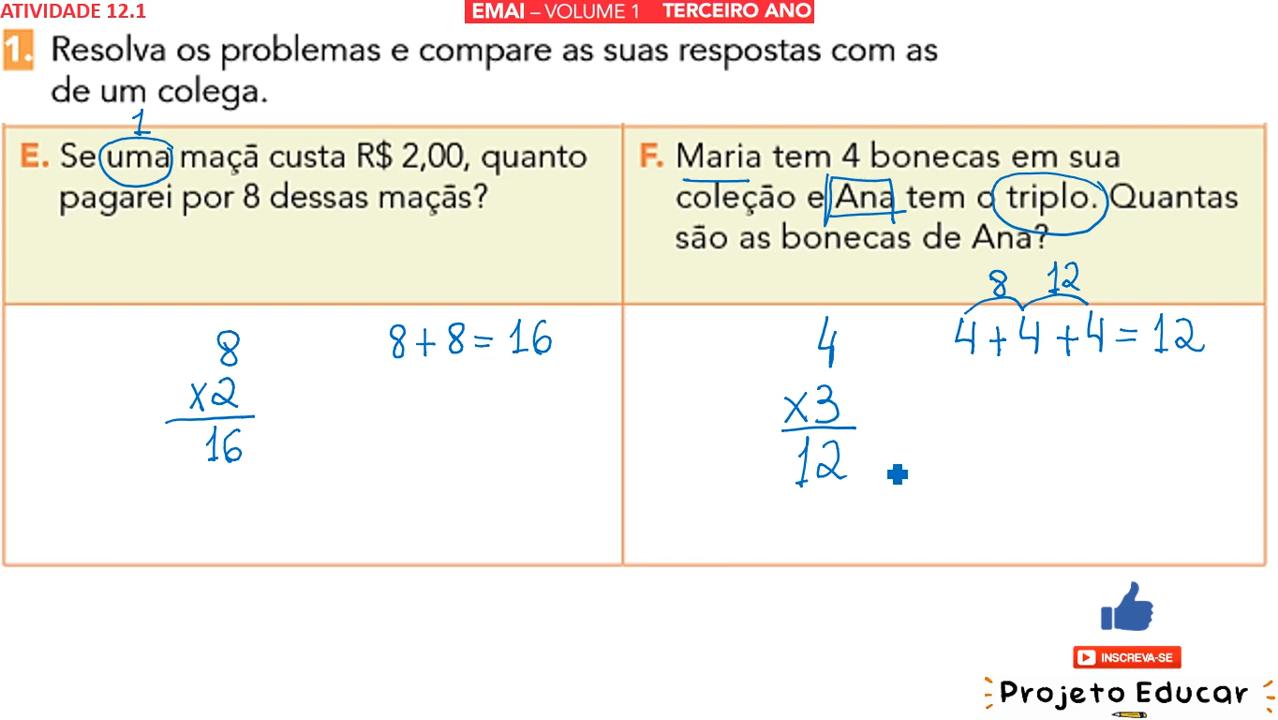 ATIVIDADE 12.1
EMAI – VOLUME 1 TERCEIRO ANO
1. Resolva os problemas e compare as suas respostas com as
de um colega.
1
E. Se uma maçã custa R$ 2,00, quanto
pagarei por 8 dessas maçãs?
F. Maria tem 4 bonecas em sua
coleção e Ana tem o triplo. Quantas
são as bonecas de Ana?
8
x2
16
8+8=16
4
x3
12
8 12
4+4+4=12
INSCREVA-SE
Projeto Educar